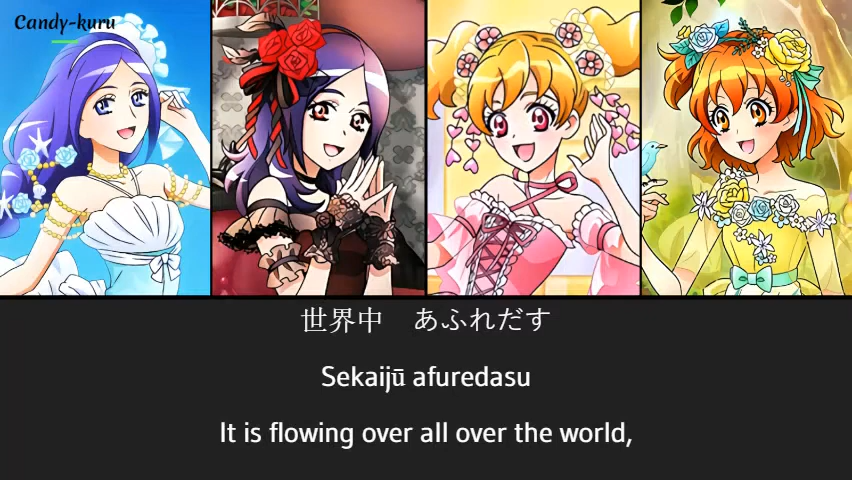 Candy-kuru
世界中　あふれだす
Sekaijū afuredasu
It is flowing over all over the world,